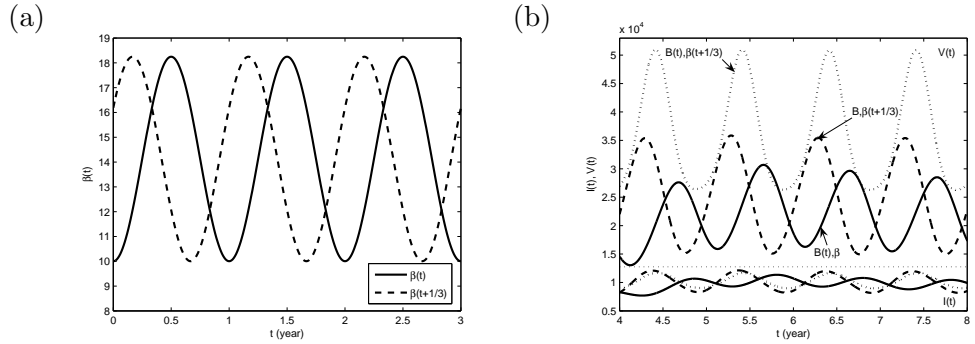 (a)
19
18
17
16
15
14
13
12
11
10
9
8
β(t)
0
0.5
1
1.5
2
2.5
3
t (year)
β(t)
β(t+1/3)
(b)
x 10⁴
5
4.5
4
3.5
3
2.5
2
1.5
1
0.5
I(t), V(t)
4
4.5
5
5.5
6
6.5
7
7.5
8
t (year)
B(t),β(t+1/3)
V(t)
B,β(t+1/3)
B(t),β
I(t)